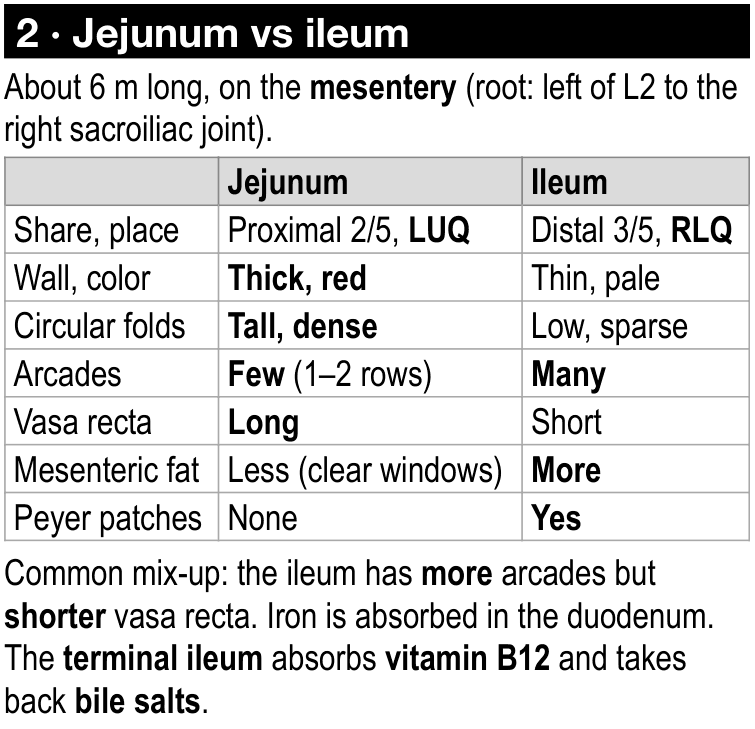 2 · Jejunum vs ileum
About 6 m long, on the mesentery (root: left of L2 to the
right sacroiliac joint).
Jejunum Ileum
Share, place Proximal 2/5, LUQ Distal 3/5, RLQ
Wall, color Thick, red Thin, pale
Circular folds Tall, dense Low, sparse
Arcades Few (1–2 rows) Many
Vasa recta Long Short
Mesenteric fat Less (clear windows) More
Peyer patches None Yes
Common mix-up: the ileum has more arcades but
shorter vasa recta. Iron is absorbed in the duodenum.
The terminal ileum absorbs vitamin B12 and takes
back bile salts.